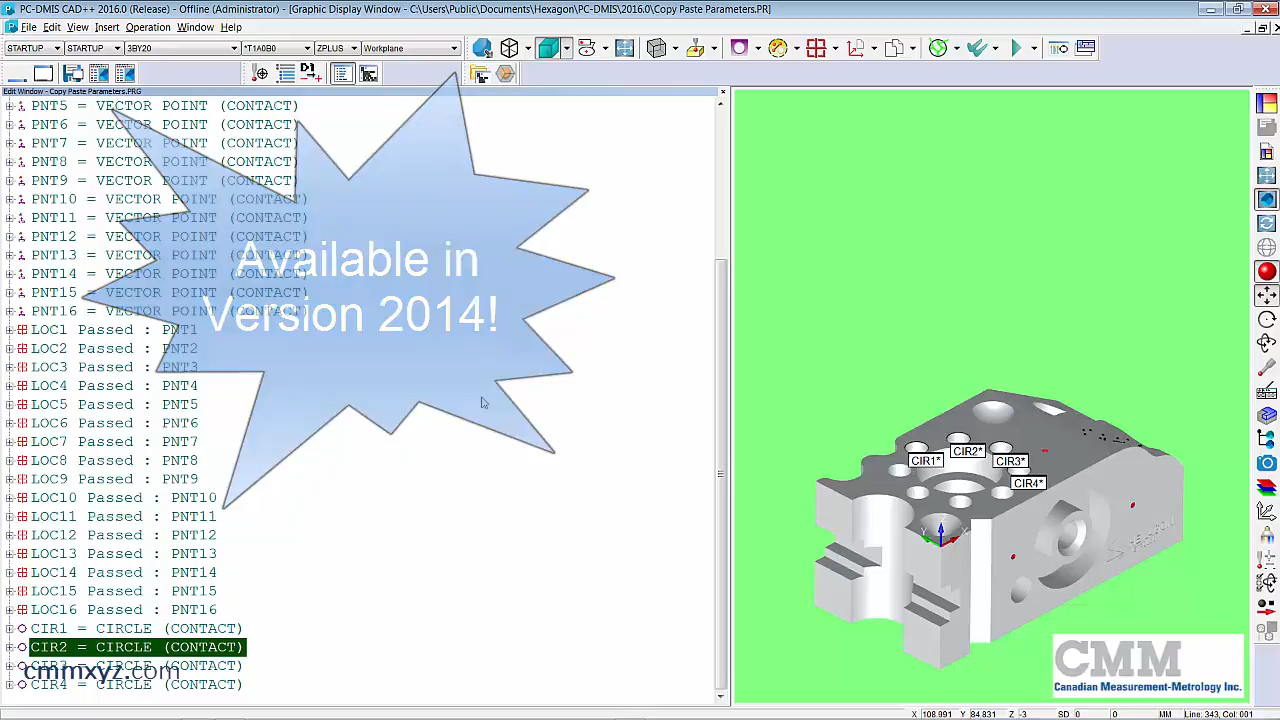 PC-DMIS CAD++ 2016.0 (Release) - Offline (Administrator) - [Graphic Display Window - C:\Users\Public\Documents\Hexagon\PC-DMIS\2016.0\Copy Paste Parameters.PRG]
File Edit View Insert Operation Window Help
STARTUP STARTUP 3BY20 *T1A0B0 ZPLUS Workplane
Edit Window - Copy Paste Parameters.PRG
PNT5 = VECTOR POINT (CONTACT)
PNT6 = VECTOR POINT (CONTACT)
PNT7 = VECTOR POINT (CONTACT)
PNT8 = VECTOR POINT (CONTACT)
PNT9 = VECTOR POINT (CONTACT)
PNT10 = VECTOR POINT (CONTACT)
PNT11 = VECTOR POINT (CONTACT)
PNT12 = VECTOR POINT (CONTACT)
PNT13 = VECTOR POINT (CONTACT)
PNT14 = VECTOR POINT (CONTACT)
PNT15 = VECTOR POINT (CONTACT)
PNT16 = VECTOR POINT (CONTACT)
LOC1 Passed : PNT1
LOC2 Passed : PNT2
LOC3 Passed : PNT3
LOC4 Passed : PNT4
LOC5 Passed : PNT5
LOC6 Passed : PNT6
LOC7 Passed : PNT7
LOC8 Passed : PNT8
LOC9 Passed : PNT9
LOC10 Passed : PNT10
LOC11 Passed : PNT11
LOC12 Passed : PNT12
LOC13 Passed : PNT13
LOC14 Passed : PNT14
LOC15 Passed : PNT15
LOC16 Passed : PNT16
CIR1 = CIRCLE (CONTACT)
CIR2 = CIRCLE (CONTACT)
CIR3 = CIRCLE (CONTACT)
CIR4 = CIRCLE (CONTACT)
Available in
Version 2014!
cmmxyz.com
CIR1*
CIR2*
CIR3*
CIR4*
Y X
CMM
Canadian Measurement-Metrology Inc.
X 108.991 Y 84.831 Z -3 SD 0 0 MM Line: 343, Col: 001